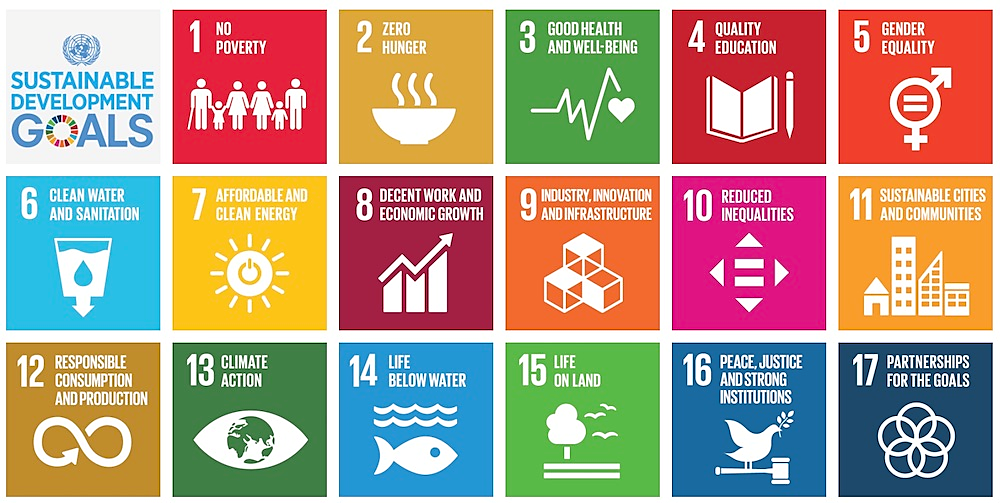 SUSTAINABLE
DEVELOPMENT
GOALS
1 NO
POVERTY
2 ZERO
HUNGER
3 GOOD HEALTH
AND WELL-BEING
4 QUALITY
EDUCATION
5 GENDER
EQUALITY
6 CLEAN WATER
AND SANITATION
7 AFFORDABLE AND
CLEAN ENERGY
8 DECENT WORK AND
ECONOMIC GROWTH
9 INDUSTRY, INNOVATION
AND INFRASTRUCTURE
10 REDUCED
INEQUALITIES
11 SUSTAINABLE CITIES
AND COMMUNITIES
12 RESPONSIBLE
CONSUMPTION
AND PRODUCTION
13 CLIMATE
ACTION
14 LIFE
BELOW WATER
15 LIFE
ON LAND
16 PEACE, JUSTICE
AND STRONG
INSTITUTIONS
17 PARTNERSHIPS
FOR THE GOALS